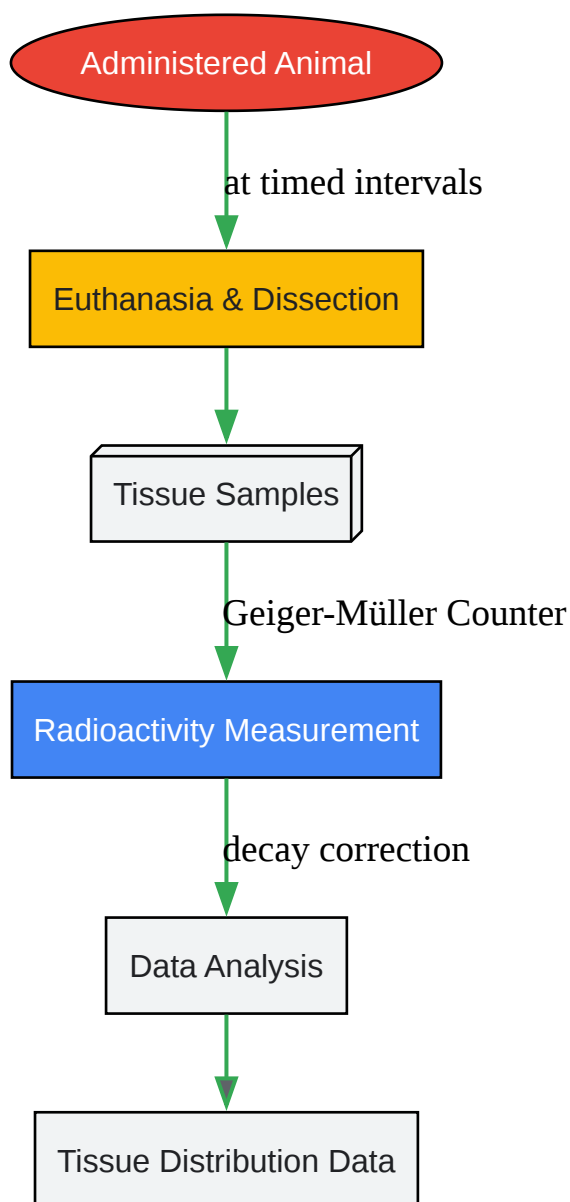 Administered Animal
at timed intervals
Euthanasia & Dissection
Tissue Samples
Geiger-Müller Counter
Radioactivity Measurement
decay correction
Data Analysis
Tissue Distribution Data